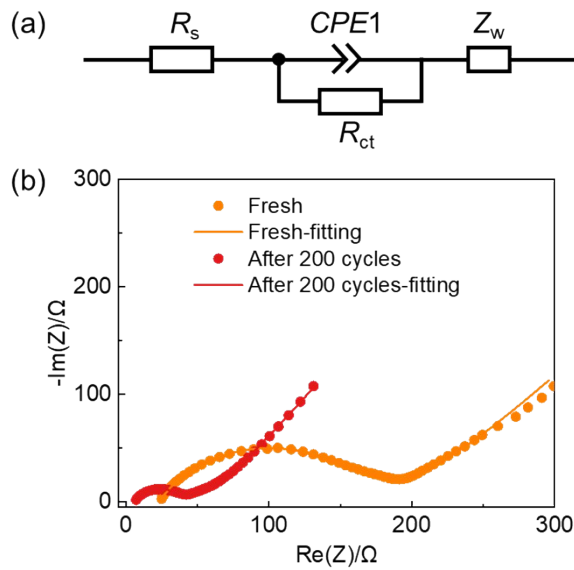 (a)
Rs CPE1 Zw
Rct
(b)
300
200
100
0
-Im(Z)/Ω
Fresh
Fresh-fitting
After 200 cycles
After 200 cycles-fitting
0 100 200 300
Re(Z)/Ω